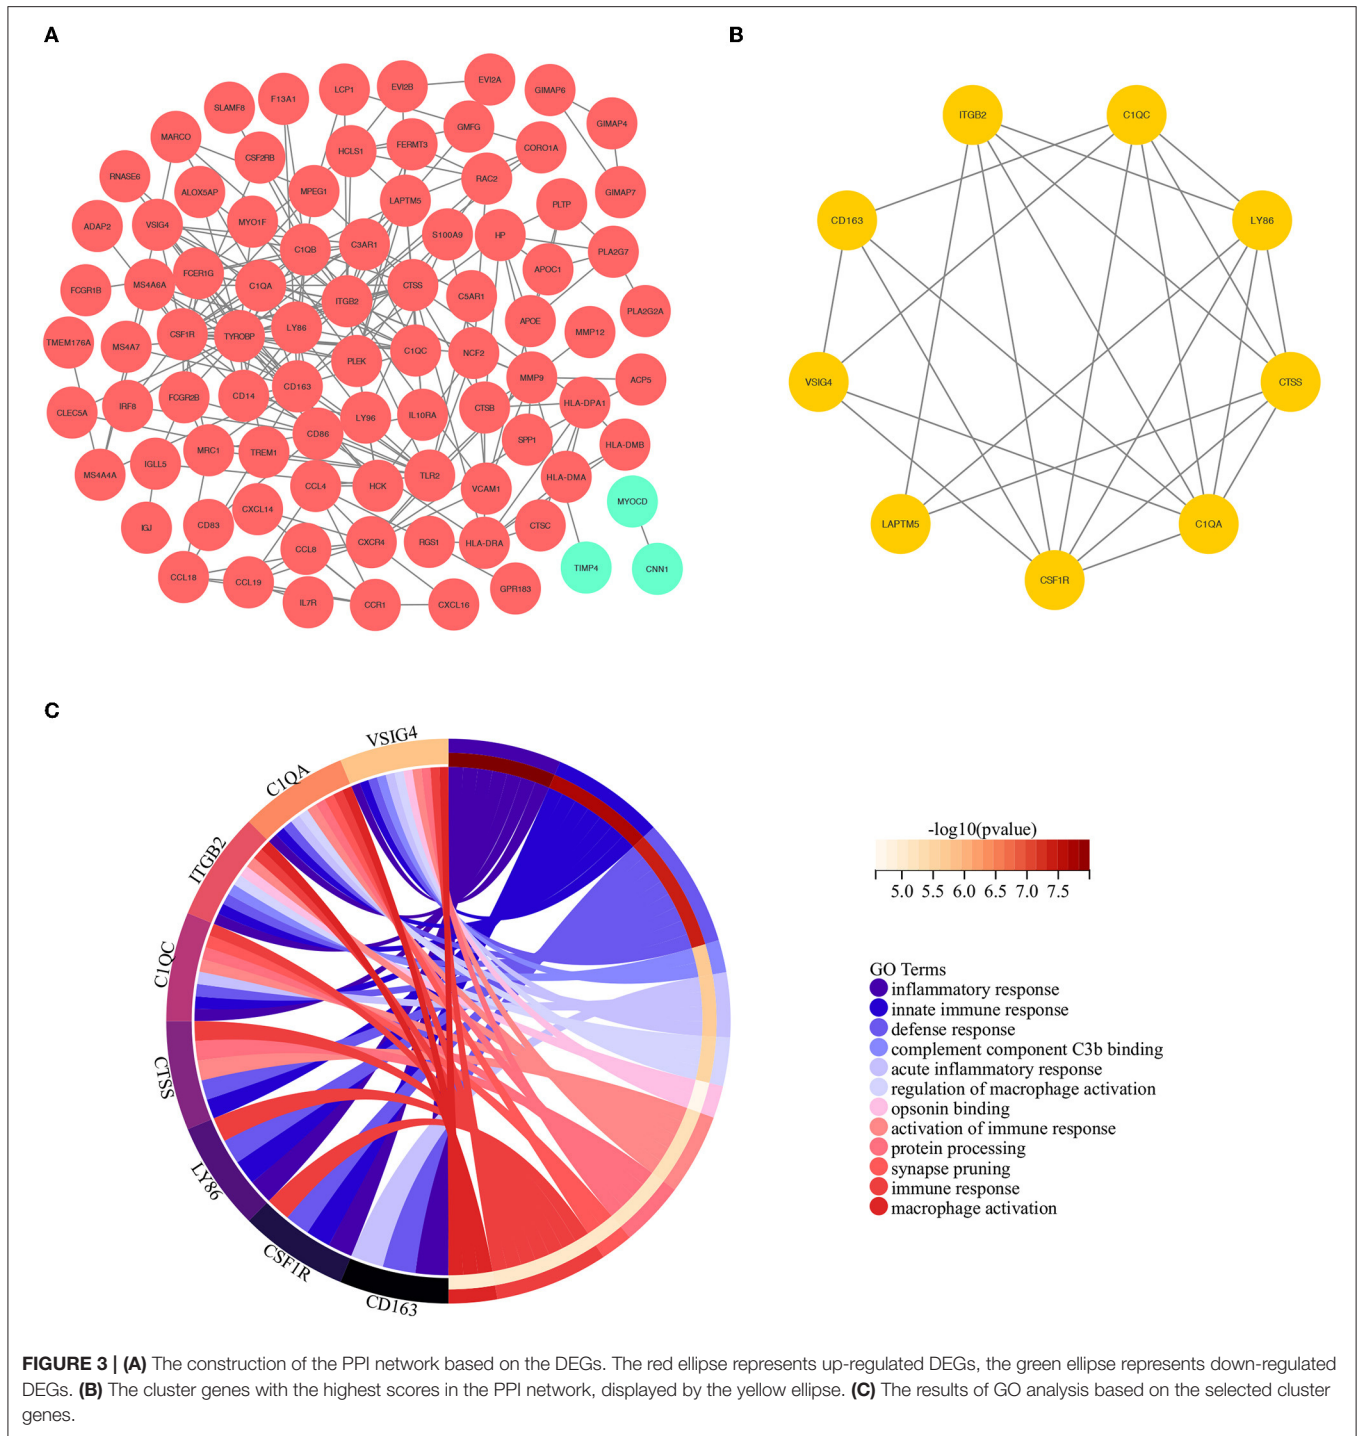 A
B
EVI2A
EVI2B
LCP1
GIMAP6
F13A1
SLAMF8
GIMAP4
GMFG
MARCO
FERMT3
HCLS1
CORO1A
CSF2RB
RNASE6
RAC2
ALOX5AP
MPEG1
GIMAP7
LAPTM5
PLTP
ADAP2
VSIG4
MYO1F
S100A9
HP
C3AR1
C1QB
PLA2G7
APOC1
FCER1G
MS4A6A
C1QA
CTSS
FCGR1B
C5AR1
ITGB2
PLA2G2A
APOE
LY86
MMP12
CSF1R
TYROBP
TMEM176A
MS4A7
C1QC
NCF2
PLEK
MMP9
ACP5
CD163
CD14
FCGR2B
HLA-DPA1
IRF8
CTSB
CLEC5A
IL10RA
LY96
CD86
SPP1
HLA-DMB
MRC1
TREM1
IGLL5
MS4A4A
TLR2
HLA-DMA
CCL4
HCK
VCAM1
MYOCD
CXCL14
IGJ
CD83
CTSC
CXCR4
RGS1
HLA-DRA
CCL8
TIMP4
CNN1
CCL18
CCL19
GPR183
IL7R
CCR1
CXCL16
ITGB2
C1QC
CD163
LY86
VSIG4
CTSS
LAPTM5
C1QA
CSF1R
C
VSIG4
C1QA
ITGB2
C1QC
CTSS
LY86
CSF1R
CD163
-log10(pvalue)
5.0 5.5 6.0 6.5 7.0 7.5
GO Terms
inflammatory response
innate immune response
defense response
complement component C3b binding
acute inflammatory response
regulation of macrophage activation
opsonin binding
activation of immune response
protein processing
synapse pruning
immune response
macrophage activation
FIGURE 3 | (A) The construction of the PPI network based on the DEGs. The red ellipse represents up-regulated DEGs, the green ellipse represents down-regulated
DEGs. (B) The cluster genes with the highest scores in the PPI network, displayed by the yellow ellipse. (C) The results of GO analysis based on the selected cluster
genes.